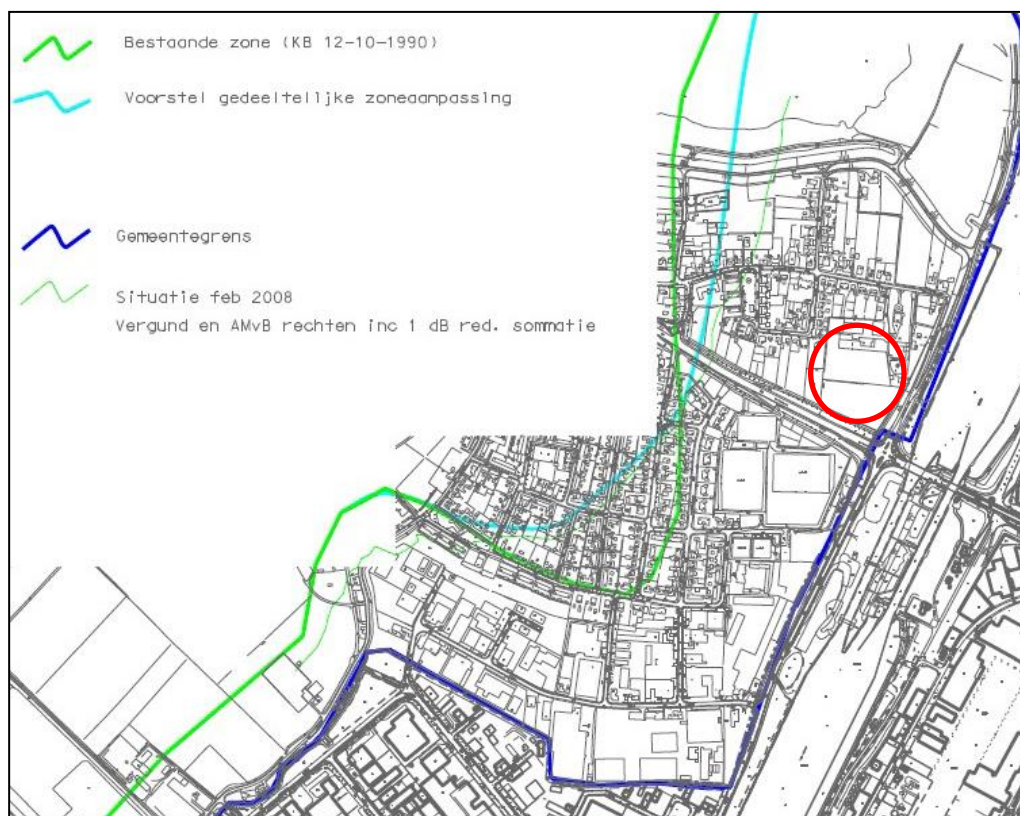 Bestaande zone (KB 12-10-1990)
Voorstel gedeeltelijke zoneaanpassing
Gemeentegrens
Situatie feb 2008
Vergund en AMvB rechten inc 1 dB red. sommatie